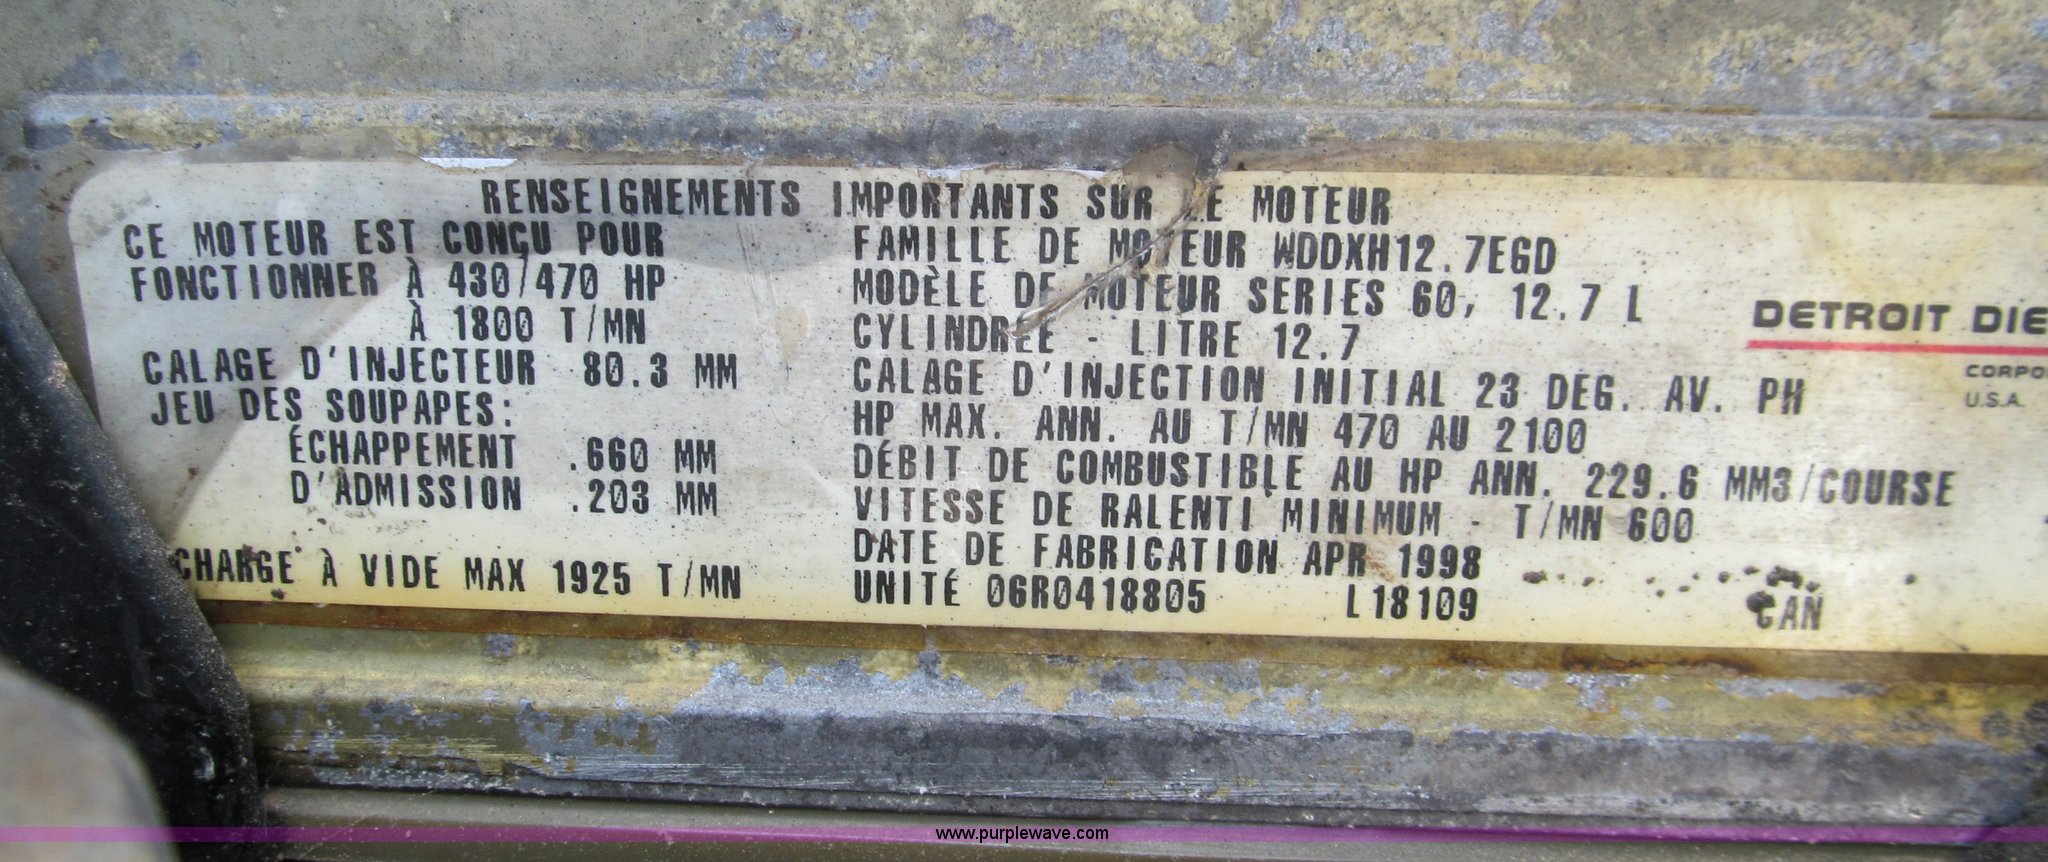 RENSEIGNEMENTS IMPORTANTS SUR LE MOTEUR
CE MOTEUR EST CONÇU POUR
FONCTIONNER À 430/470 HP
À 1800 T/MN
CALAGE D'INJECTEUR 80.3 MM
JEU DES SOUPAPES:
ÉCHAPPEMENT .660 MM
D'ADMISSION .203 MM
CHARGE À VIDE MAX 1925 T/MN
FAMILLE DE MOTEUR WDDXH12.7EGD
MODÈLE DE MOTEUR SERIES 60, 12.7 L
CYLINDRÉE - LITRE 12.7
CALAGE D'INJECTION INITIAL 23 DEG. AV. PH
HP MAX. ANN. AU T/MN 470 AU 2100
DÉBIT DE COMBUSTIBLE AU HP ANN. 229.6 MM3/COURSE
VITESSE DE RALENTI MINIMUM - T/MN 600
DATE DE FABRICATION APR 1998
UNITÉ 06R0418805 L18109 CAN
DETROIT DIE
CORPO
U.S.A.
www.purplewave.com